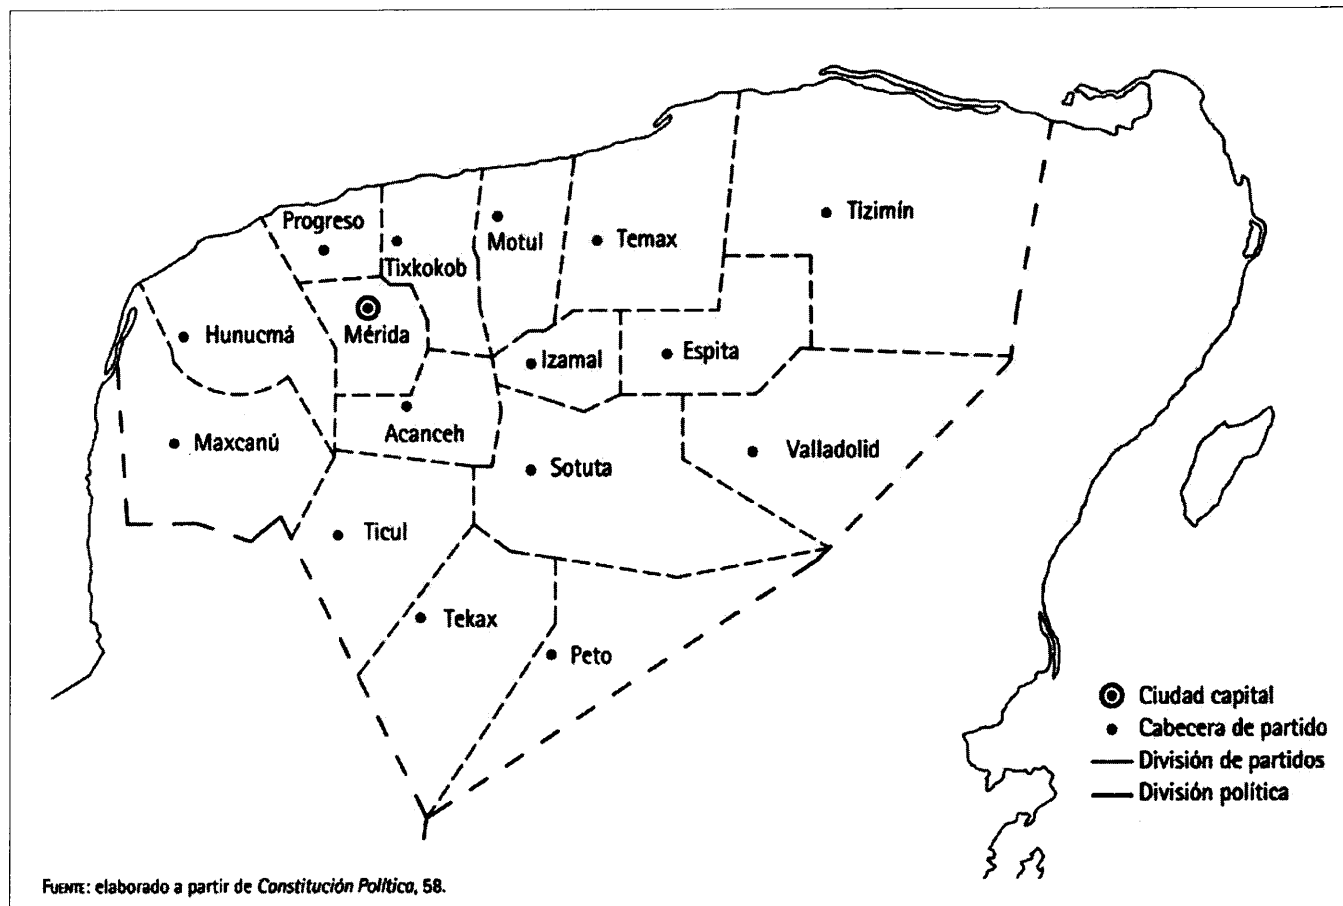 Progreso
Tixkokob
Motul
Temax
Tizimín
Hunucmá
Mérida
Izamal
Espita
Maxcanú
Acanceh
Sotuta
Valladolid
Ticul
Tekax
Peto
Ciudad capital
Cabecera de partido
División de partidos
División política
FUENTE: elaborado a partir de Constitución Política, 58.